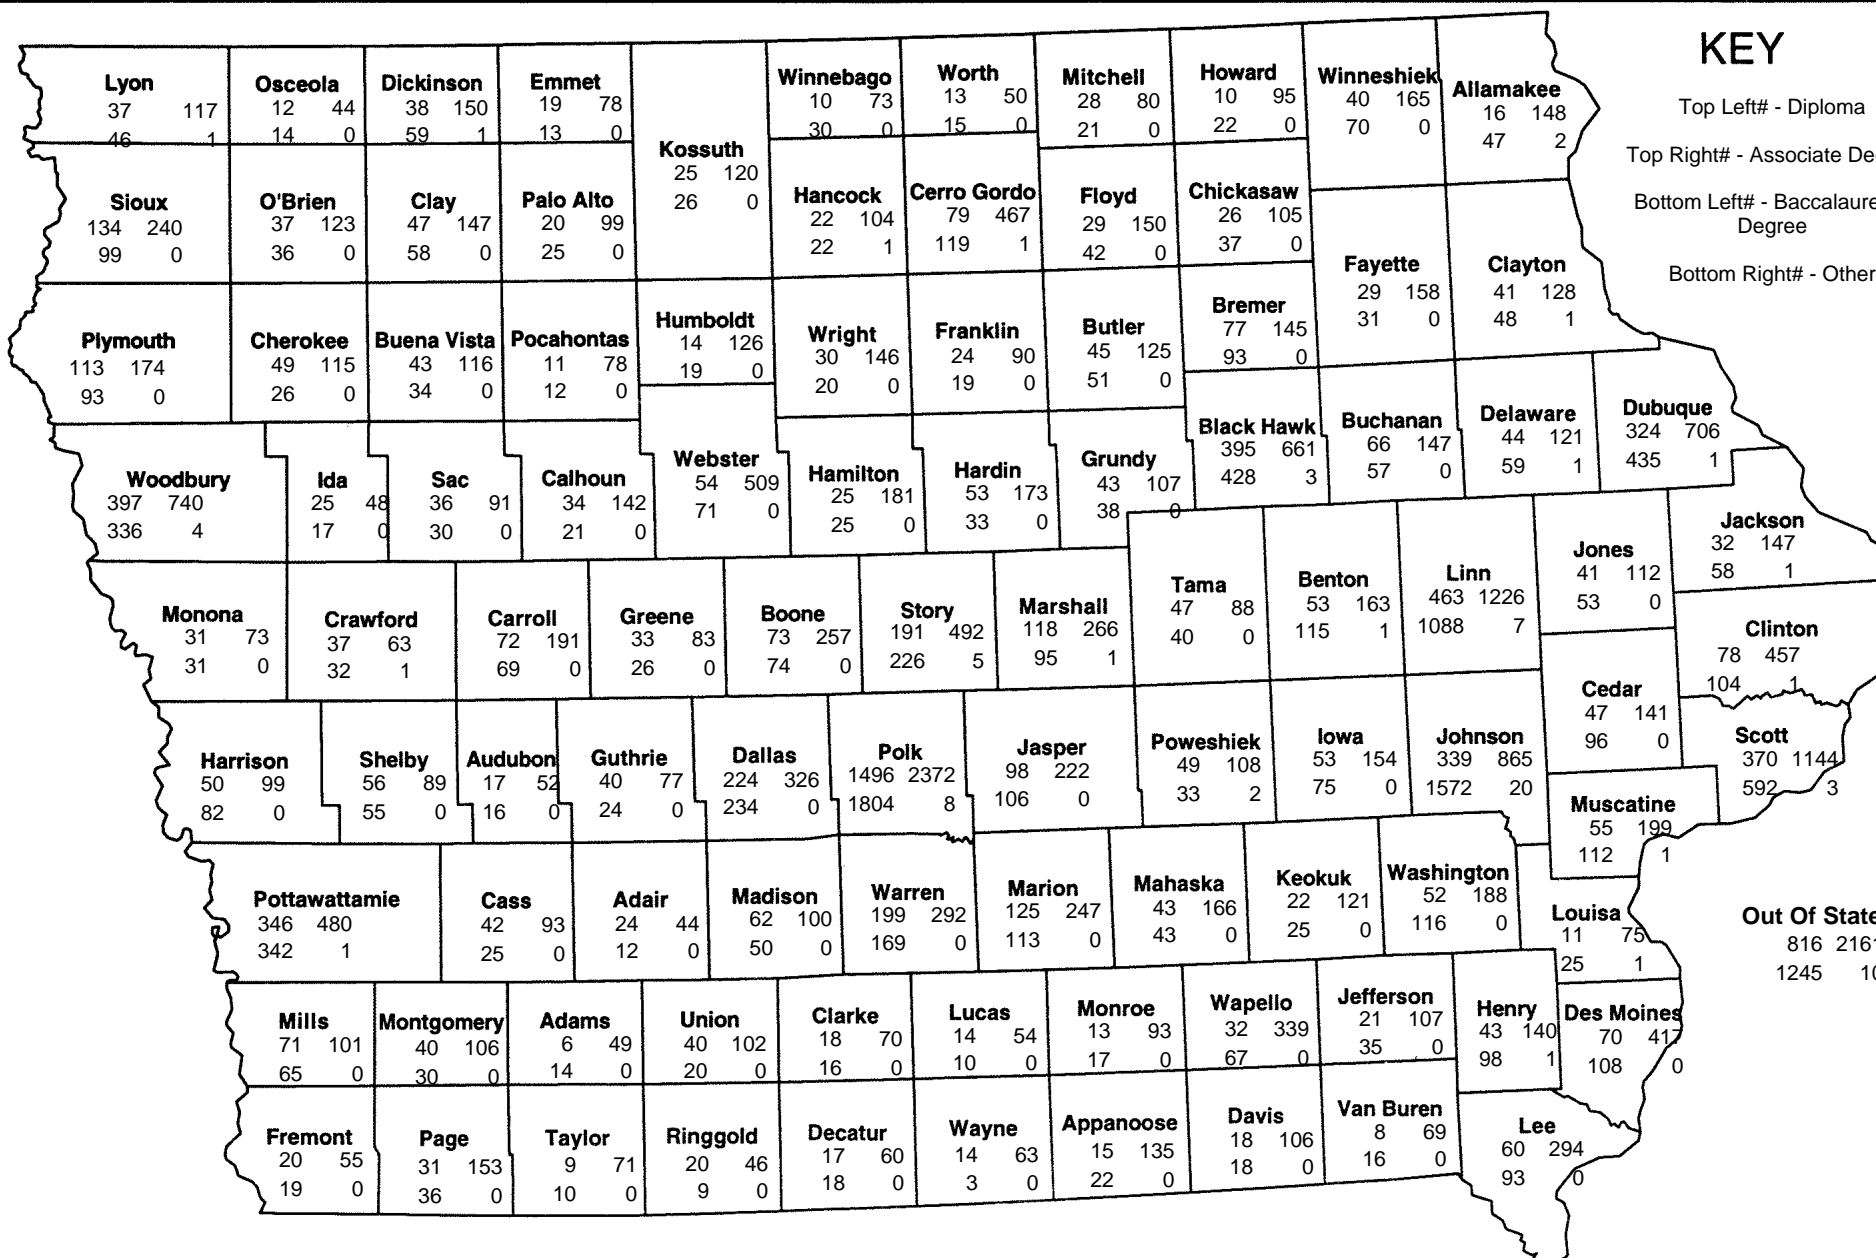 KEY
Top Left# - Diploma
Top Right# - Associate De
Bottom Left# - Baccalaure
Degree
Bottom Right# - Other
Lyon
37 117
46 1
Osceola
12 44
14 0
Dickinson
38 150
59 1
Emmet
19 78
13 0
Kossuth
25 120
26 0
Winnebago
10 73
30 0
Worth
13 50
15 0
Mitchell
28 80
21 0
Howard
10 95
22 0
Winneshiek
40 165
70 0
Allamakee
16 148
47 2
Sioux
134 240
99 0
O'Brien
37 123
36 0
Clay
47 147
58 0
Palo Alto
20 99
25 0
Hancock
22 104
22 1
Cerro Gordo
79 467
119 1
Floyd
29 150
42 0
Chickasaw
26 105
37 0
Fayette
29 158
31 0
Clayton
41 128
48 1
Plymouth
113 174
93 0
Cherokee
49 115
26 0
Buena Vista
43 116
34 0
Pocahontas
11 78
12 0
Humboldt
14 126
19 0
Wright
30 146
20 0
Franklin
24 90
19 0
Butler
45 125
51 0
Bremer
77 145
93 0
Woodbury
397 740
336 4
Ida
25 48
17 0
Sac
36 91
30 0
Calhoun
34 142
21 0
Webster
54 509
71 0
Hamilton
25 181
25 0
Hardin
53 173
33 0
Grundy
43 107
38 0
Black Hawk
395 661
428 3
Buchanan
66 147
57 0
Delaware
44 121
59 1
Dubuque
324 706
435 1
Monona
31 73
31 0
Crawford
37 63
32 1
Carroll
72 191
69 0
Greene
33 83
26 0
Boone
73 257
74 0
Story
191 492
226 5
Marshall
118 266
95 1
Tama
47 88
40 0
Benton
53 163
115 1
Linn
463 1226
1088 7
Jones
41 112
53 0
Jackson
32 147
58 1
Clinton
78 457
104 1
Harrison
50 99
82 0
Shelby
56 89
55 0
Audubon
17 52
16 0
Guthrie
40 77
24 0
Dallas
224 326
234 0
Polk
1496 2372
1804 8
Jasper
98 222
106 0
Poweshiek
49 108
33 2
Iowa
53 154
75 0
Johnson
339 865
1572 20
Cedar
47 141
96 0
Scott
370 1144
592 3
Muscatine
55 199
112 1
Pottawattamie
346 480
342 1
Cass
42 93
25 0
Adair
24 44
12 0
Madison
62 100
50 0
Warren
199 292
169 0
Marion
125 247
113 0
Mahaska
43 166
43 0
Keokuk
22 121
25 0
Washington
52 188
116 0
Louisa
11 75
25 1
Out Of State
816 2161
1245 10
Mills
71 101
65 0
Montgomery
40 106
30 0
Adams
6 49
14 0
Union
40 102
20 0
Clarke
18 70
16 0
Lucas
14 54
10 0
Monroe
13 93
17 0
Wapello
32 339
67 0
Jefferson
21 107
35 0
Henry
43 140
98 1
Des Moines
70 417
108 0
Fremont
20 55
19 0
Page
31 153
36 0
Taylor
9 71
10 0
Ringgold
20 46
9 0
Decatur
17 60
18 0
Wayne
14 63
3 0
Appanoose
15 135
22 0
Davis
18 106
18 0
Van Buren
8 69
16 0
Lee
60 294
93 0